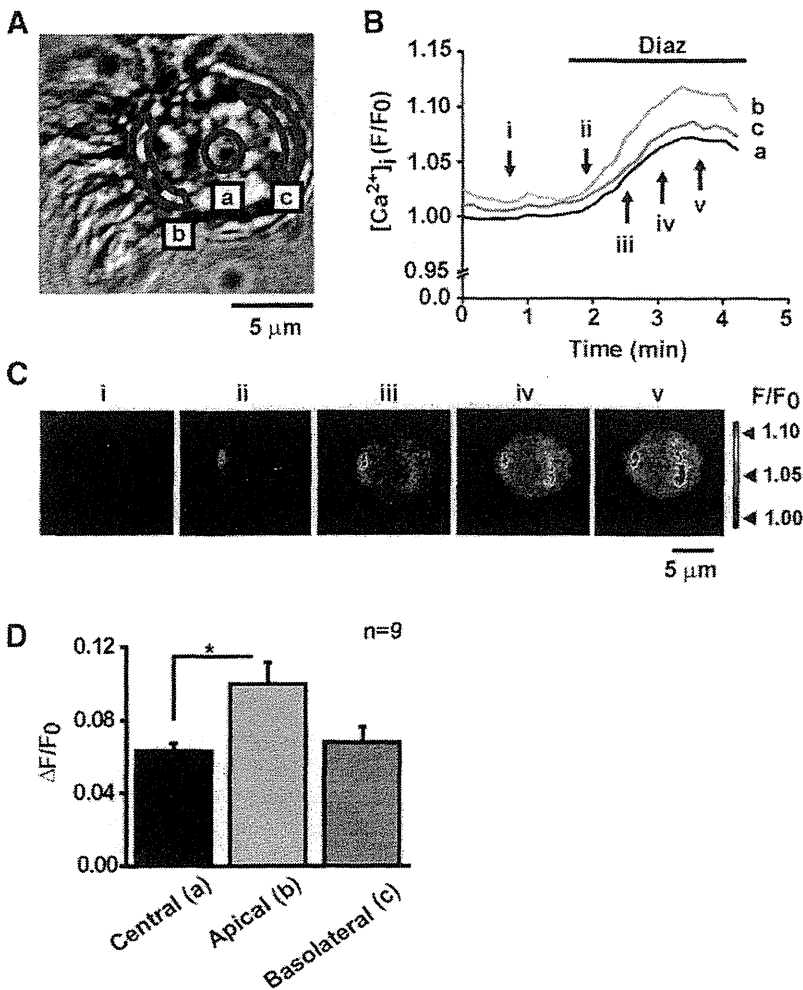 A
a
b
c
5 μm
B
Diaz
[Ca2+]i (F/F0)
1.15
1.10
1.05
1.00
0.95
0.0
i
ii
iii
iv
v
b
c
a
0 1 2 3 4 5
Time (min)
C
i ii iii iv v F/F0
1.10
1.05
1.00
5 μm
D
n=9
*
ΔF/F0
0.12
0.08
0.04
0.00
Central (a)
Apical (b)
Basolateral (c)